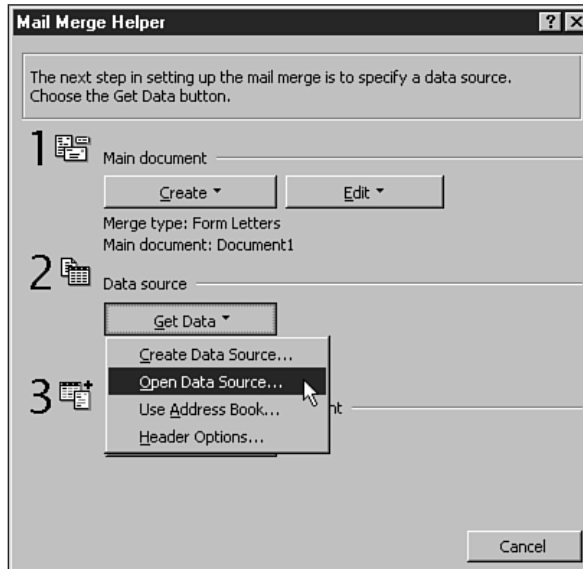 Mail Merge Helper
The next step in setting up the mail merge is to specify a data source.
Choose the Get Data button.
1
Main document
Create Edit
Merge type: Form Letters
Main document: Document1
2
Data source
Get Data
Create Data Source...
Open Data Source...
3
Use Address Book...
Header Options...
Cancel